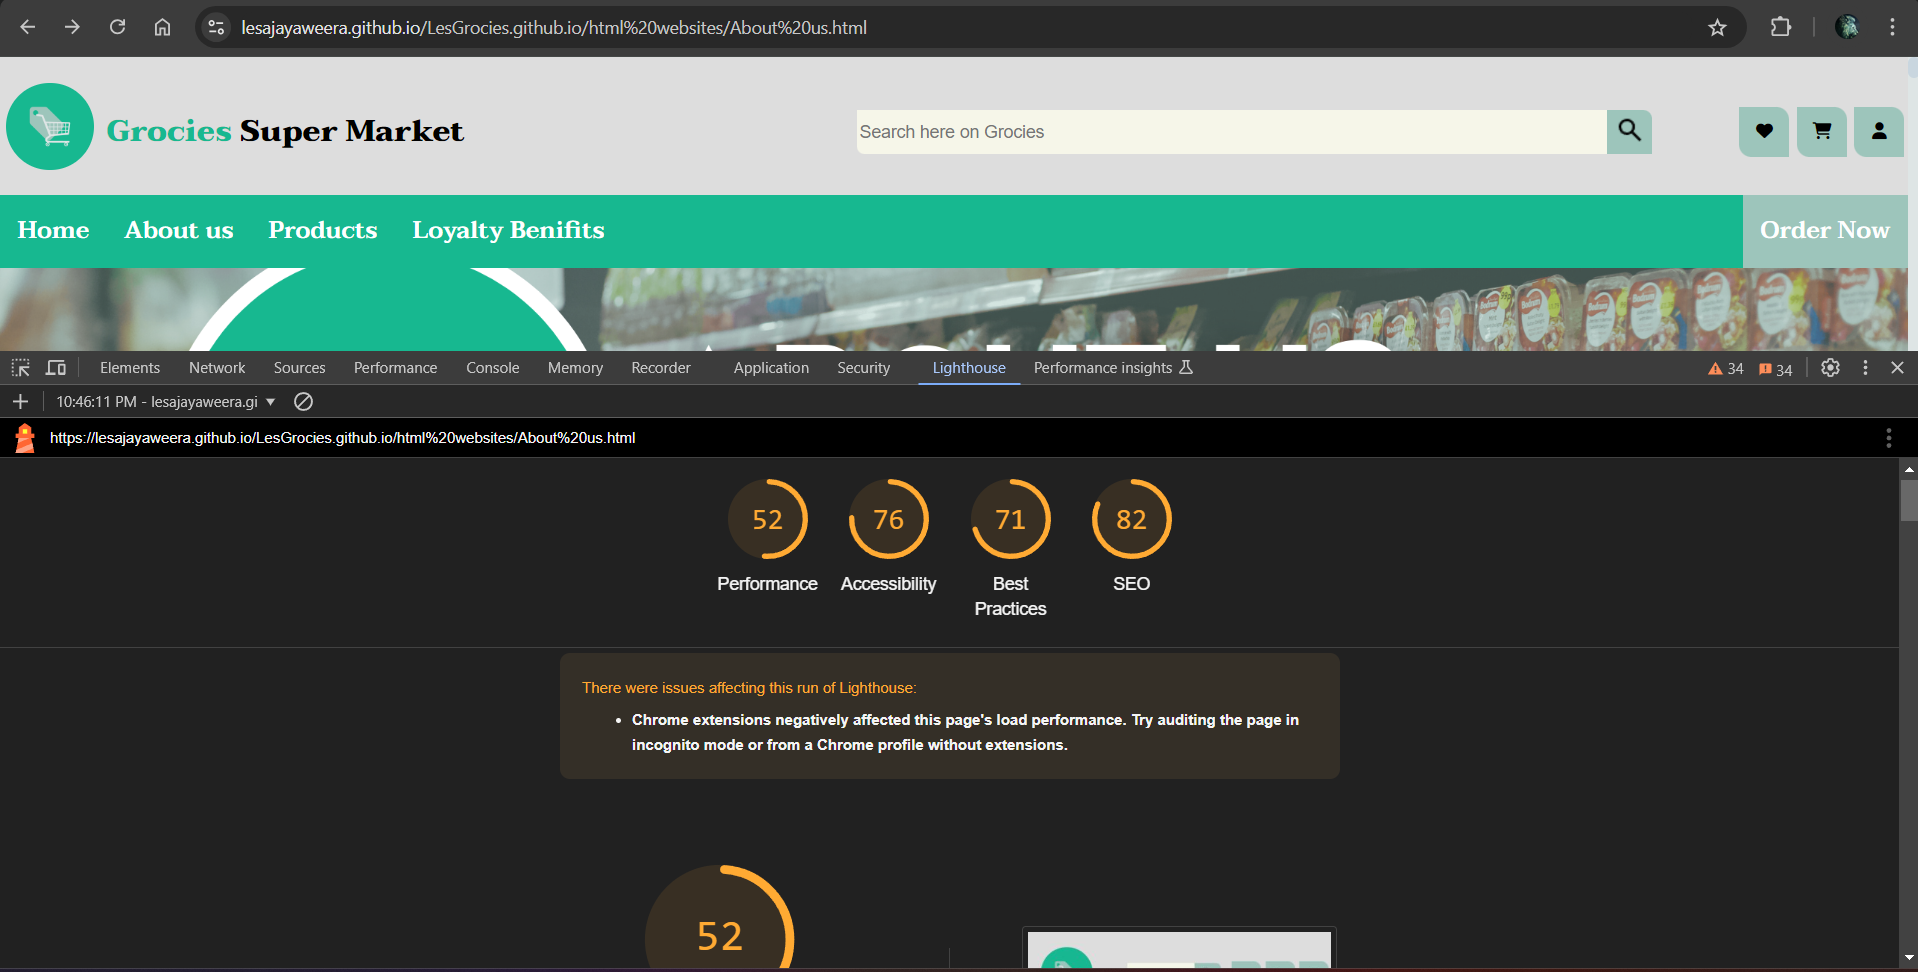 lesajayaweera.github.io/LesGrocies.github.io/html%20websites/About%20us.html
Grocies Super Market
Search here on Grocies
Home About us Products Loyalty Benifits Order Now
Elements Network Sources Performance Console Memory Recorder Application Security Lighthouse Performance insights 34 34
10:46:11 PM - lesajayaweera.gi
https://lesajayaweera.github.io/LesGrocies.github.io/html%20websites/About%20us.html
52 76 71 82
Performance Accessibility Best Practices SEO
There were issues affecting this run of Lighthouse:
• Chrome extensions negatively affected this page's load performance. Try auditing the page in
incognito mode or from a Chrome profile without extensions.
52